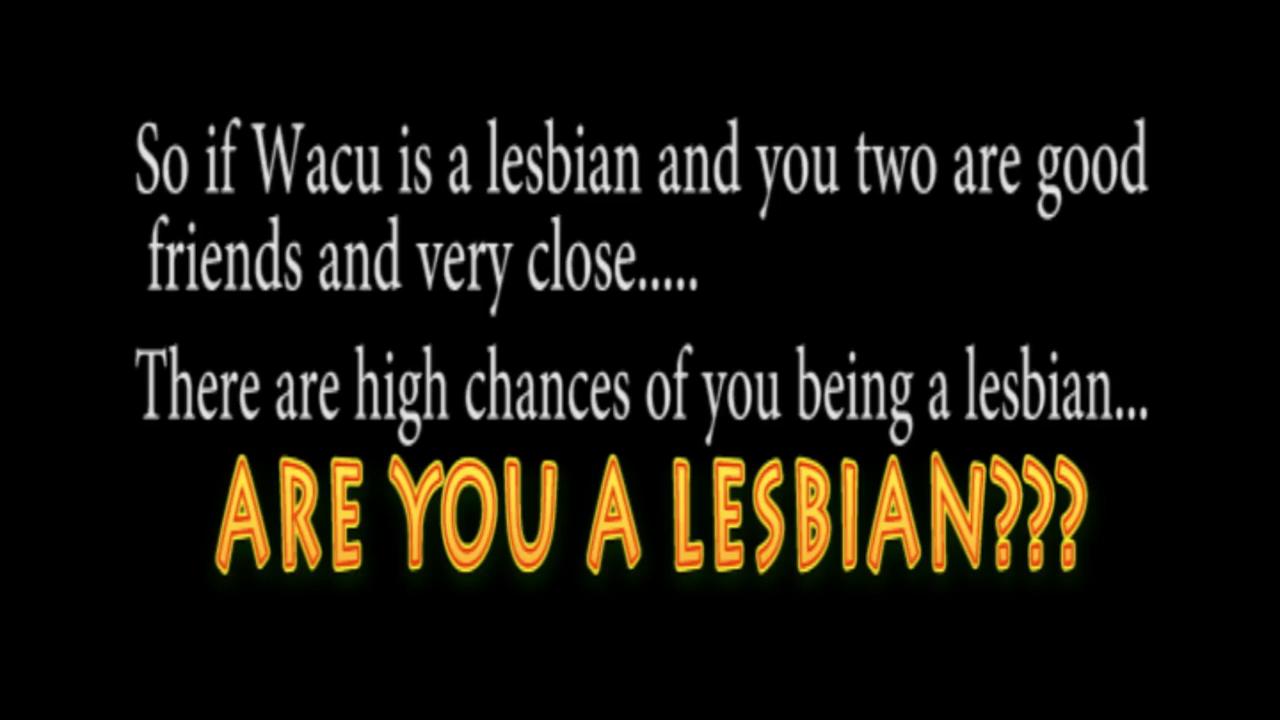 So if Wacu is a lesbian and you two are good
friends and very close.....
There are high chances of you being a lesbian...
ARE YOU A LESBIAN???